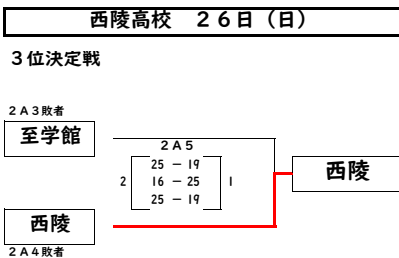 西陵高校　２６日（日）
３位決定戦
２Ａ３敗者
至学館
２Ａ５
25 － 19
2 16 － 25 1
25 － 19
西陵
西陵
２Ａ４敗者